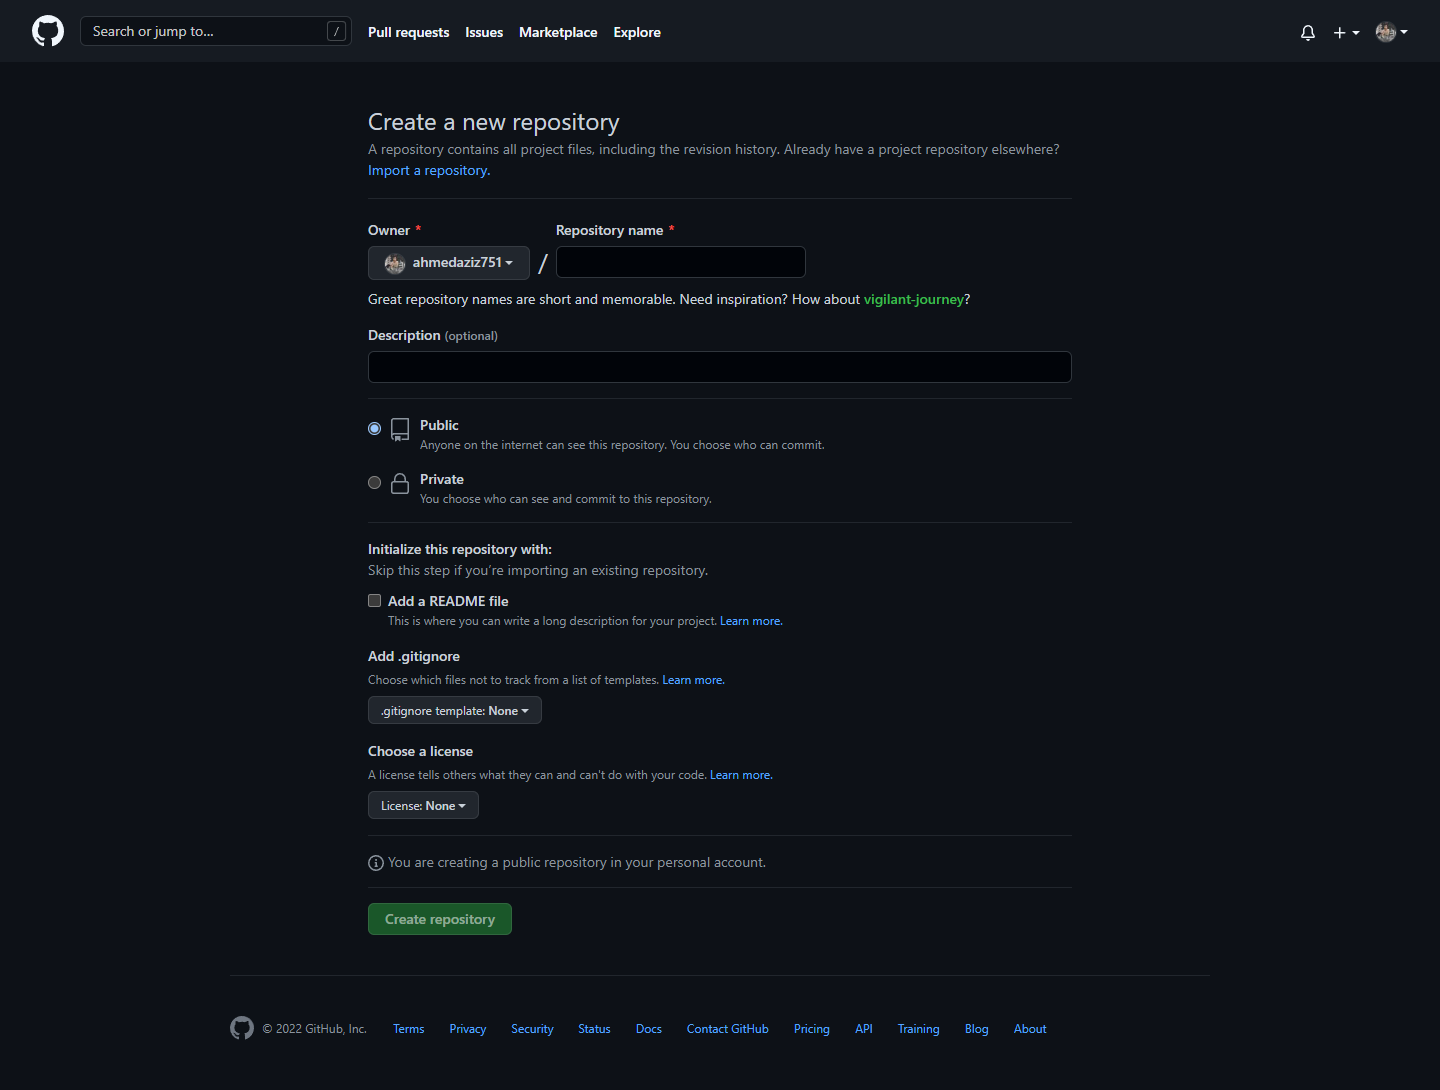 Search or jump to... / Pull requests Issues Marketplace Explore
Create a new repository
A repository contains all project files, including the revision history. Already have a project repository elsewhere?
Import a repository.
Owner * Repository name *
ahmedaziz751 /
Great repository names are short and memorable. Need inspiration? How about vigilant-journey?
Description (optional)
Public
Anyone on the internet can see this repository. You choose who can commit.
Private
You choose who can see and commit to this repository.
Initialize this repository with:
Skip this step if you’re importing an existing repository.
Add a README file
This is where you can write a long description for your project. Learn more.
Add .gitignore
Choose which files not to track from a list of templates. Learn more.
.gitignore template: None
Choose a license
A license tells others what they can and can't do with your code. Learn more.
License: None
You are creating a public repository in your personal account.
Create repository
© 2022 GitHub, Inc. Terms Privacy Security Status Docs Contact GitHub Pricing API Training Blog About